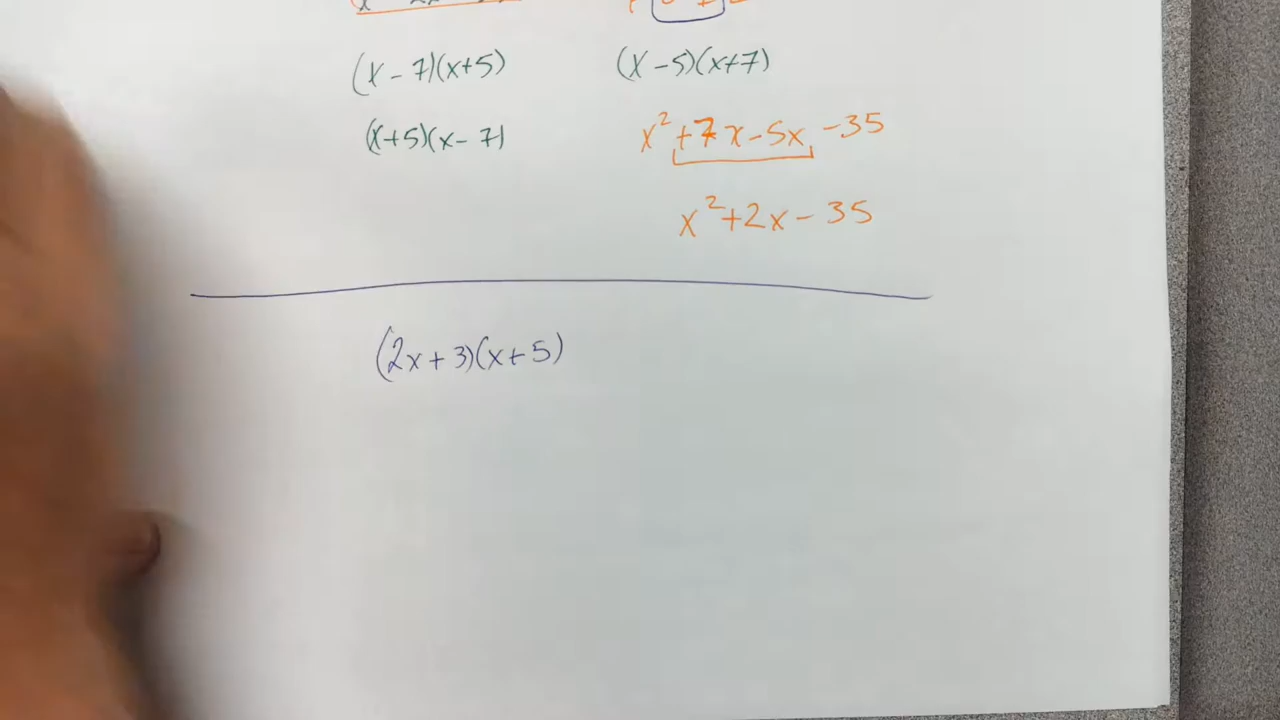 (x - 7)(x+5) (x - 5)(x+7)
(x+5)(x - 7) x² +7x - 5x - 35
x² +2x - 35
(2x + 3)(x + 5)